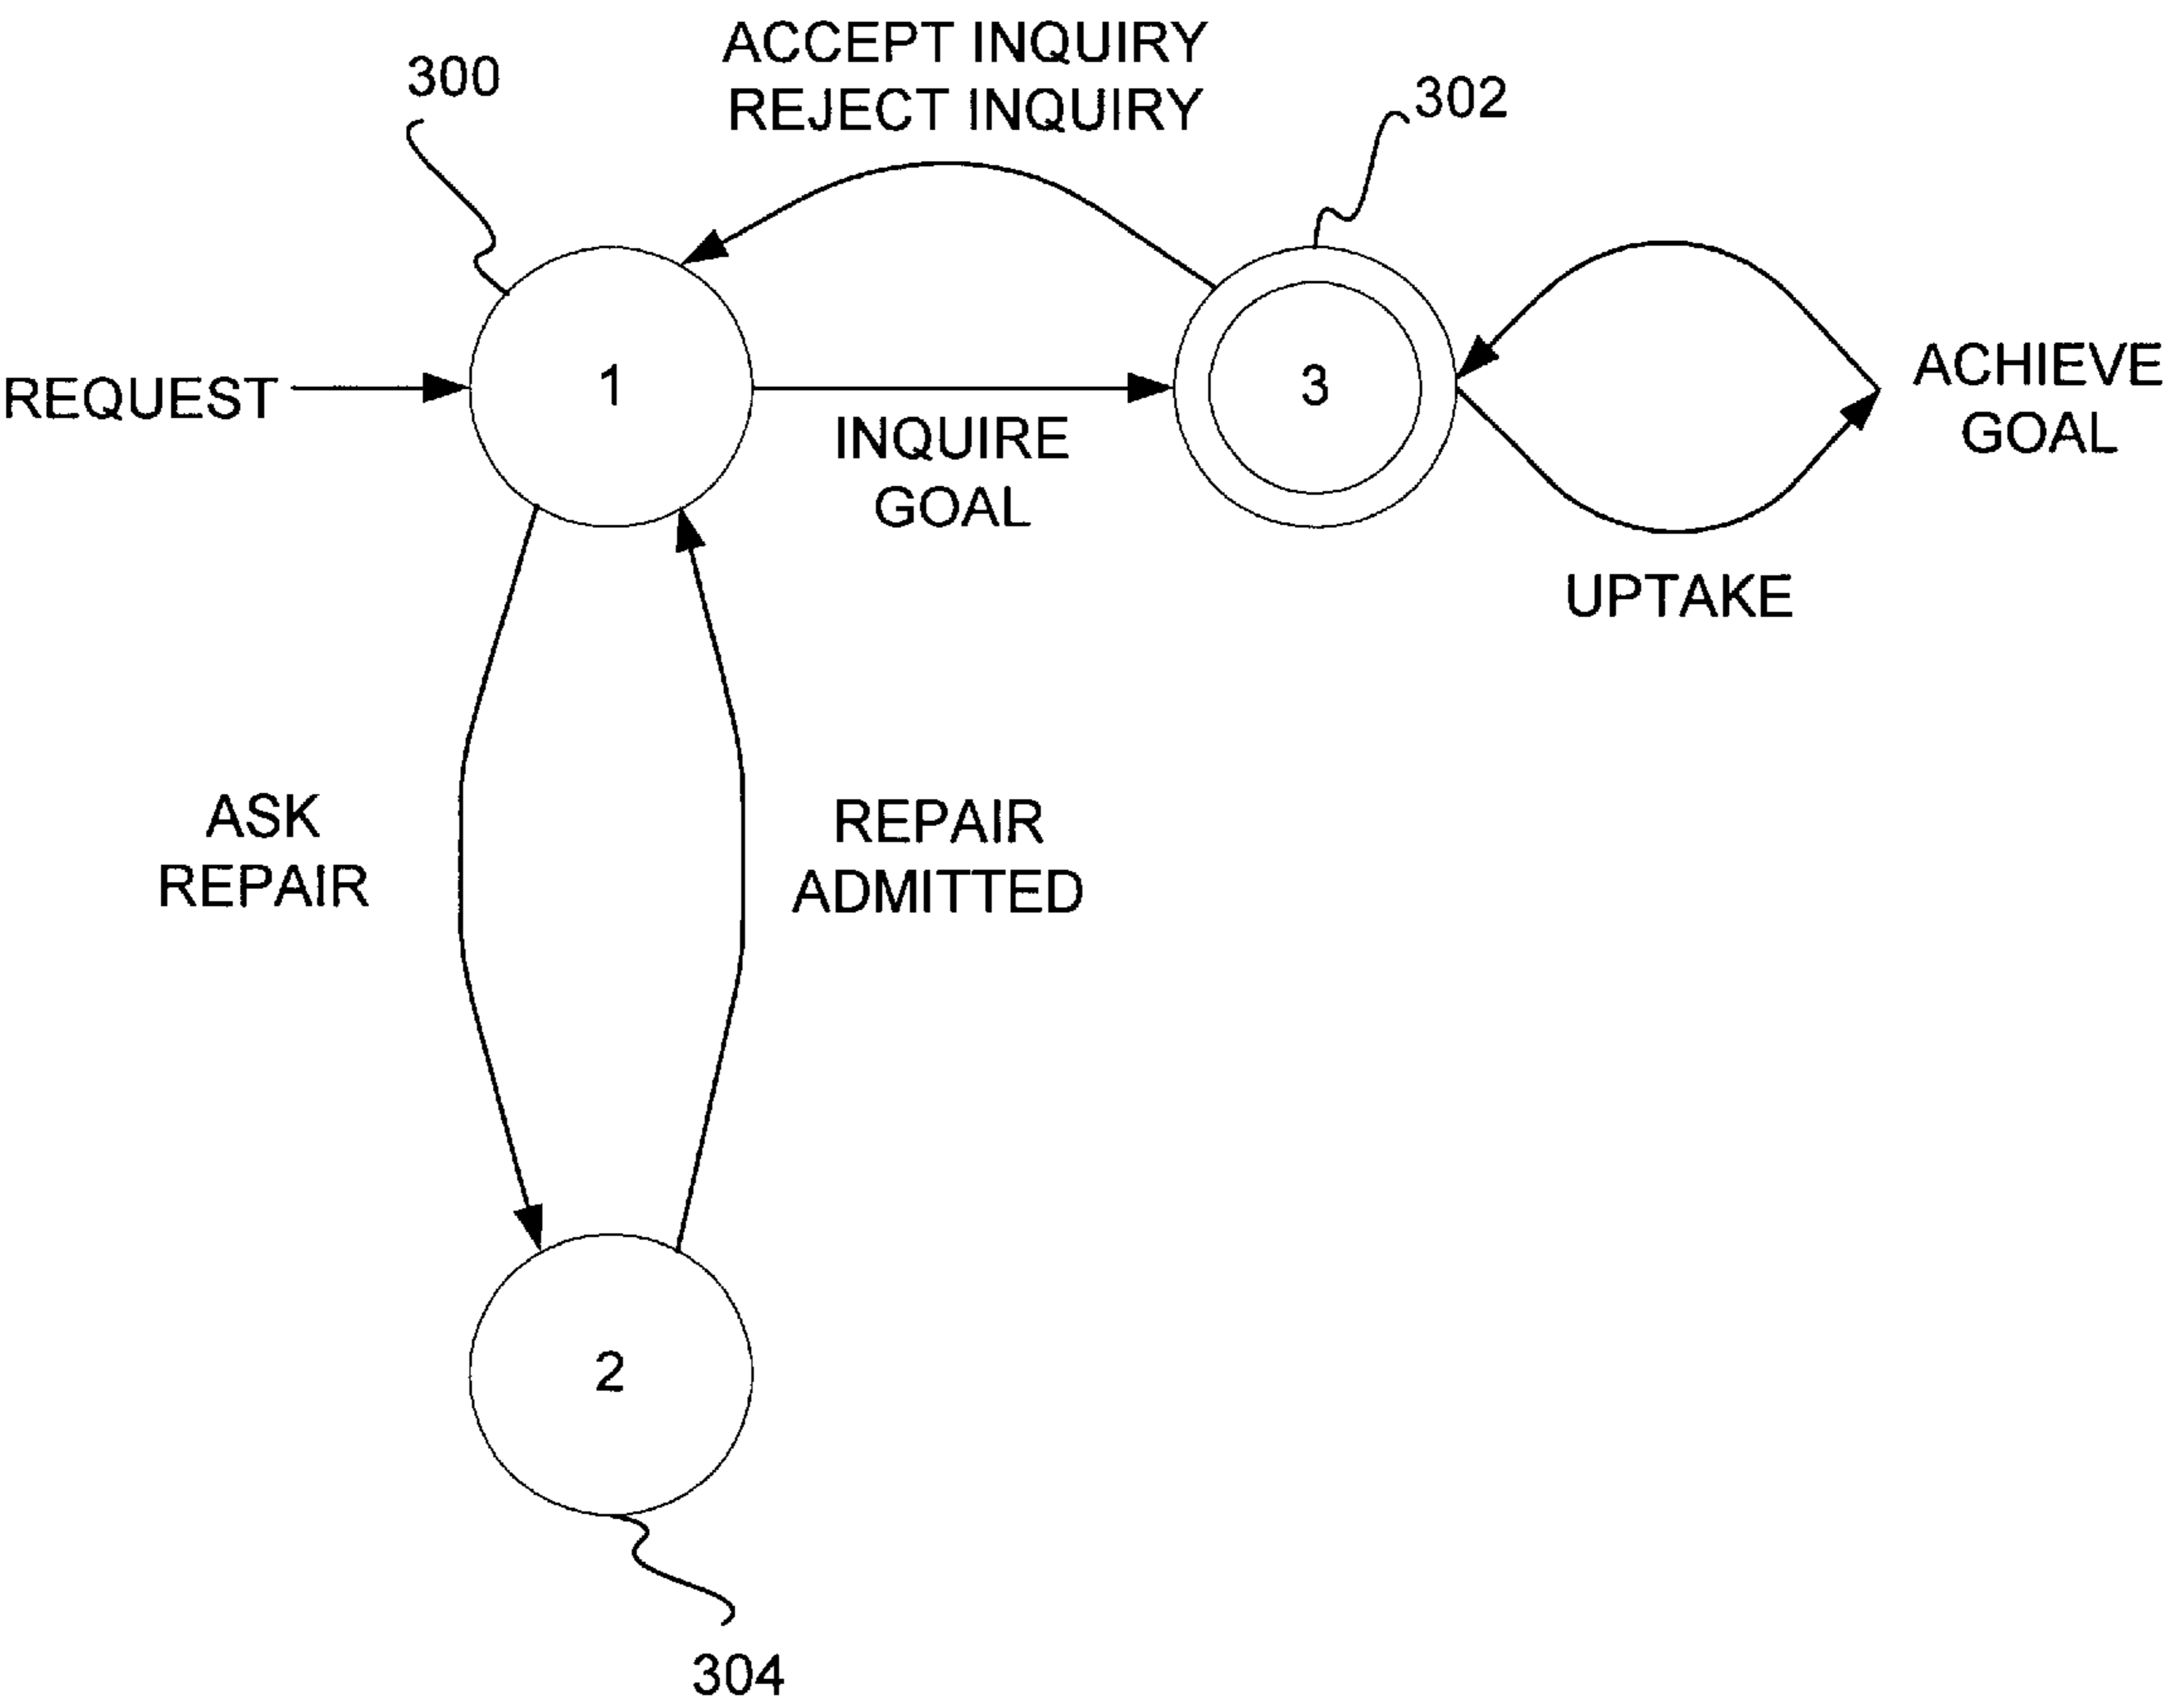 ACCEPT INQUIRY
REJECT INQUIRY
300
302
REQUEST
1
INQUIRE
GOAL
3
ACHIEVE
GOAL
UPTAKE
ASK
REPAIR
REPAIR
ADMITTED
2
304